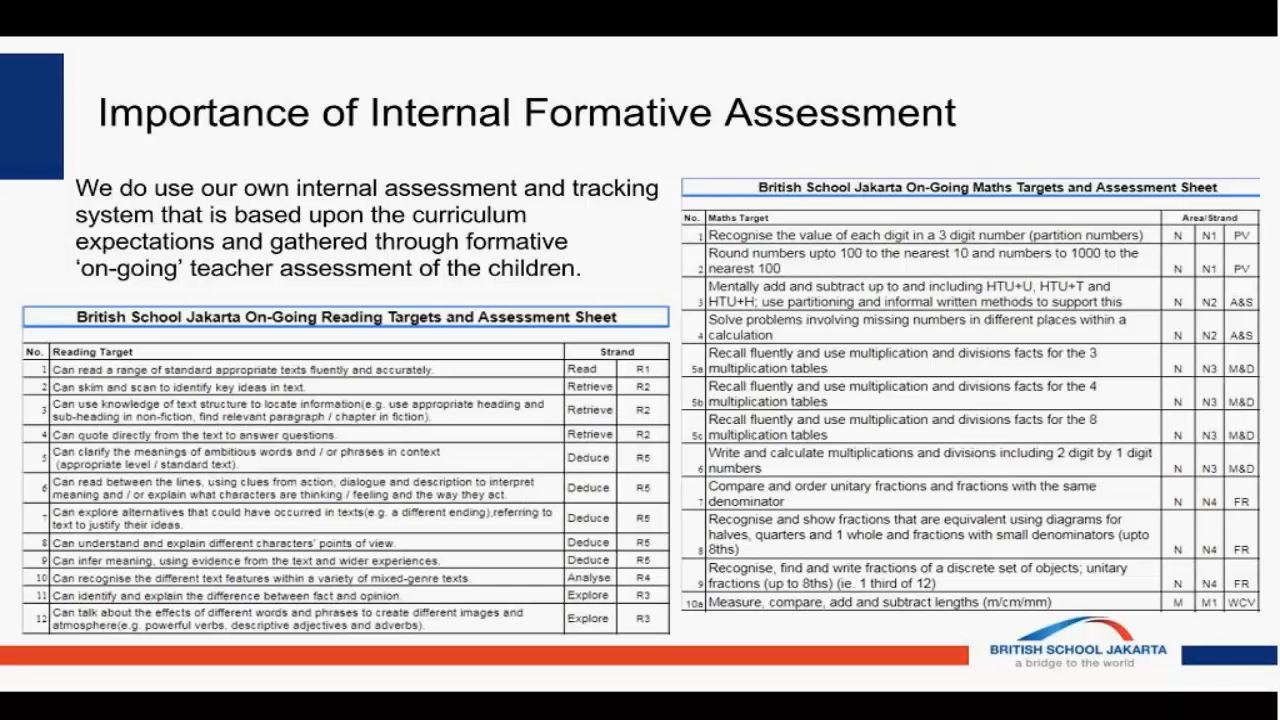 Importance of Internal Formative Assessment
We do use our own internal assessment and tracking
system that is based upon the curriculum
expectations and gathered through formative
‘on-going’ teacher assessment of the children.
British School Jakarta On-Going Reading Targets and Assessment Sheet
No. Reading Target Strand
1 Can read a range of standard appropriate texts fluently and accurately. Read R1
2 Can skim and scan to identify key ideas in text. Retrieve R2
3 Can use knowledge of text structure to locate information(e.g. use appropriate heading and
sub-heading in non-fiction, find relevant paragraph / chapter in fiction). Retrieve R2
4 Can quote directly from the text to answer questions. Retrieve R2
5 Can clarify the meanings of ambitious words and / or phrases in context
(appropriate level / standard text). Deduce R5
6 Can read between the lines, using clues from action, dialogue and description to interpret
meaning and / or explain what characters are thinking / feeling and the way they act. Deduce R5
7 Can explore alternatives that could have occurred in texts(e.g. a different ending),referring to
text to justify their ideas. Deduce R5
8 Can understand and explain different characters' points of view. Deduce R5
9 Can infer meaning, using evidence from the text and wider experiences. Deduce R5
10 Can recognise the different text features within a variety of mixed-genre texts. Analyse R4
11 Can identify and explain the difference between fact and opinion. Explore R3
12 Can talk about the effects of different words and phrases to create different images and
atmosphere(e.g. powerful verbs, descriptive adjectives and adverbs). Explore R3
British School Jakarta On-Going Maths Targets and Assessment Sheet
No. Maths Target Area/Strand
1 Recognise the value of each digit in a 3 digit number (partition numbers) N N1 PV
Round numbers upto 100 to the nearest 10 and numbers to 1000 to the
2 nearest 100 N N1 PV
Mentally add and subtract up to and including HTU+U, HTU+T and
3 HTU+H; use partitioning and informal written methods to support this N N2 A&S
Solve problems involving missing numbers in different places within a
4 calculation N N2 A&S
Recall fluently and use multiplication and divisions facts for the 3
5a multiplication tables N N3 M&D
Recall fluently and use multiplication and divisions facts for the 4
5b multiplication tables N N3 M&D
Recall fluently and use multiplication and divisions facts for the 8
5c multiplication tables N N3 M&D
Write and calculate multiplications and divisions including 2 digit by 1 digit
6 numbers N N3 M&D
Compare and order unitary fractions and fractions with the same
7 denominator N N4 FR
Recognise and show fractions that are equivalent using diagrams for
halves, quarters and 1 whole and fractions with small denominators (upto
8 8ths) N N4 FR
Recognise, find and write fractions of a discrete set of objects; unitary
9 fractions (up to 8ths) (ie. 1 third of 12) N N4 FR
10a Measure, compare, add and subtract lengths (m/cm/mm) M M1 WCV
BRITISH SCHOOL JAKARTA
a bridge to the world